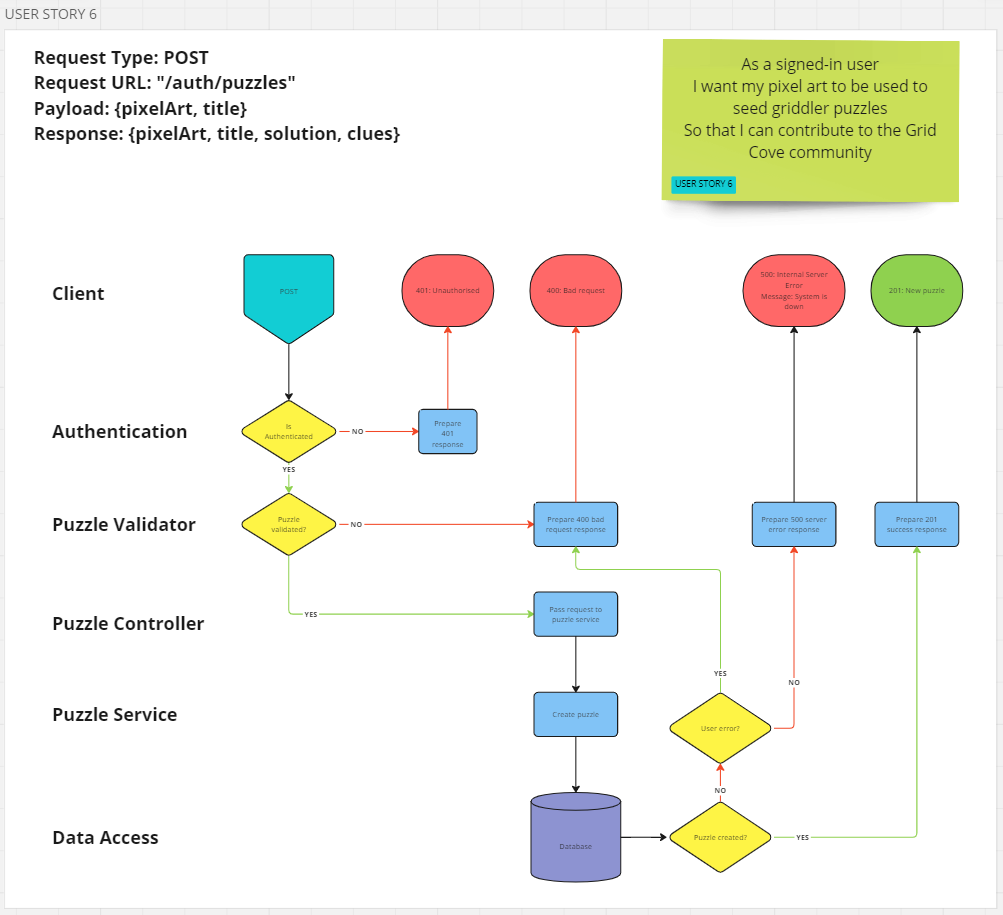 USER STORY 6
Request Type: POST
Request URL: "/auth/puzzles"
Payload: {pixelArt, title}
Response: {pixelArt, title, solution, clues}
As a signed-in user
I want my pixel art to be used to
seed griddler puzzles
So that I can contribute to the Grid
Cove community
USER STORY 6
Client
POST
401: Unauthorised
400: Bad request
500: Internal Server
Error
Message: System is
down
201: New puzzle
Authentication
Is
Authenticated
NO
Prepare
401
response
YES
Puzzle Validator
Puzzle
validated?
NO
Prepare 400 bad
request response
Prepare 500 server
error response
Prepare 201
success response
YES
Puzzle Controller
Pass request to
puzzle service
YES
NO
Puzzle Service
Create puzzle
User error?
NO
Data Access
Database
Puzzle created?
YES